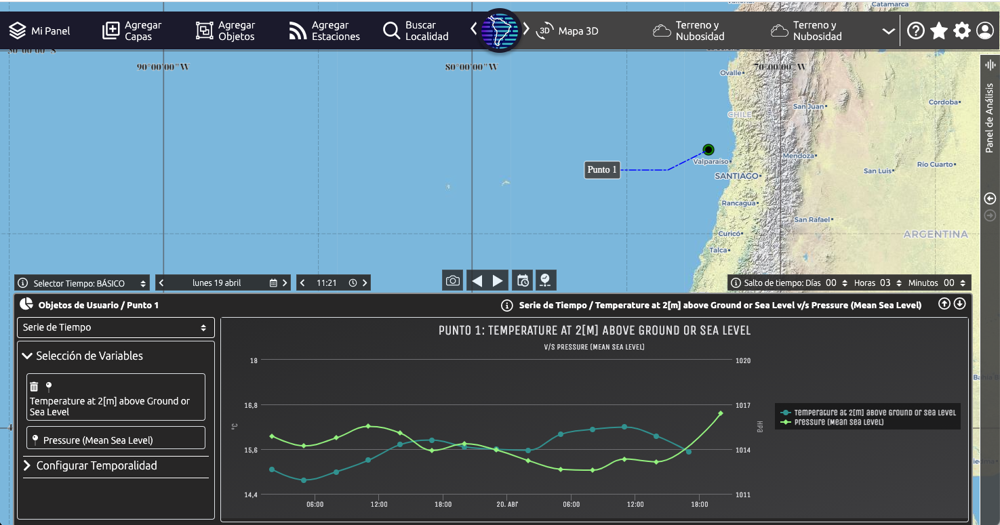 Catamarca
Mi Panel
Agregar
Capas
Agregar
Objetos
Agregar
Estaciones
Buscar
Localidad
3D
Mapa 3D
Terreno y
Nubosidad
Terreno y
Nubosidad
90°00'00"W
80°00'00"W
70°00'00"W
Ovalle
Cordoba
San Juan
CHILE
Panel de Análisis
Punto 1
Valparaíso
Mendoza
Río Cuarto
SANTIAGO
San Luis
Rancagua
San Rafael
Curicó
ARGENTINA
Talca
Selector Tiempo: BÁSICO
lunes 19 abril
11:21
Salto de tiempo: Días 00 Horas 03 Minutos 00
Objetos de Usuario / Punto 1
Serie de Tiempo / Temperature at 2[m] above Ground or Sea Level v/s Pressure (Mean Sea Level)
Serie de Tiempo
Selección de Variables
Temperature at 2[m] above Ground or
Sea Level
Pressure (Mean Sea Level)
Configurar Temporalidad
PUNTO 1: TEMPERATURE AT 2[M] ABOVE GROUND OR SEA LEVEL
V/S PRESSURE (MEAN SEA LEVEL)
18
16,8
15,6
14,4
°C
1020
1017
1014
1011
HPa
06:00
12:00
18:00
20. Abr
06:00
12:00
18:00
Temperature at 2[m] above Ground or Sea Level
Pressure (Mean Sea Level)